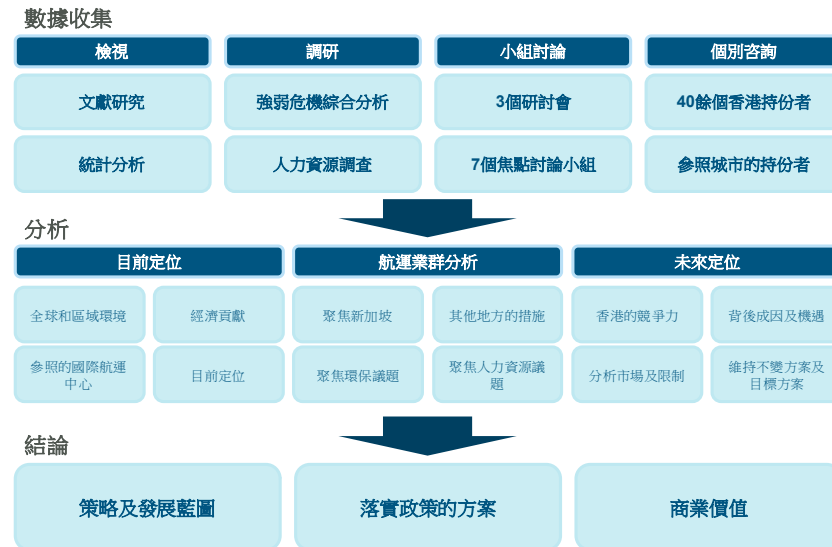 數據收集
檢視
調研
小組討論
個別咨詢
文獻研究
強弱危機綜合分析
3個研討會
40餘個香港持份者
統計分析
人力資源調查
7個焦點討論小組
參照城市的持份者
分析
目前定位
航運業群分析
未來定位
全球和區域環境
經濟貢獻
聚焦新加坡
其他地方的措施
香港的競爭力
背後成因及機遇
參照的國際航運
中心
目前定位
聚焦環保議題
聚焦人力資源議
題
分析市場及限制
維持不變方案及
目標方案
結論
策略及發展藍圖
落實政策的方案
商業價值